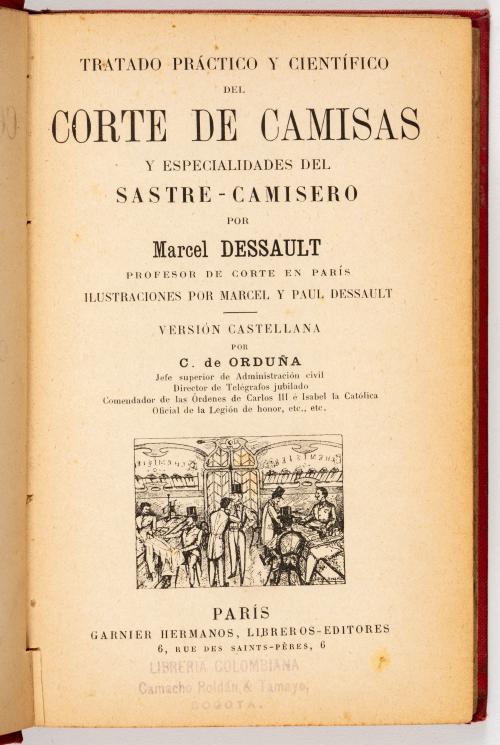 TRATADO PRÁCTICO Y CIENTÍFICO
DEL
CORTE DE CAMISAS
Y ESPECIALIDADES DEL
SASTRE-CAMISERO
POR
Marcel DESSAULT
PROFESOR DE CORTE EN PARÍS
ILUSTRACIONES POR MARCEL Y PAUL DESSAULT
VERSIÓN CASTELLANA
POR
C. de ORDUÑA
Jefe superior de Administración civil
Director de Telégrafos jubilado
Comendador de las Órdenes de Carlos III é Isabel la Católica
Oficial de la Legión de honor, etc., etc.
PARÍS
GARNIER HERMANOS, LIBREROS-EDITORES
6, RUE DES SAINTS-PÈRES, 6
LIBRERIA COLOMBIANA
Camacho Roldán & Tamayo,
BOGOTA.